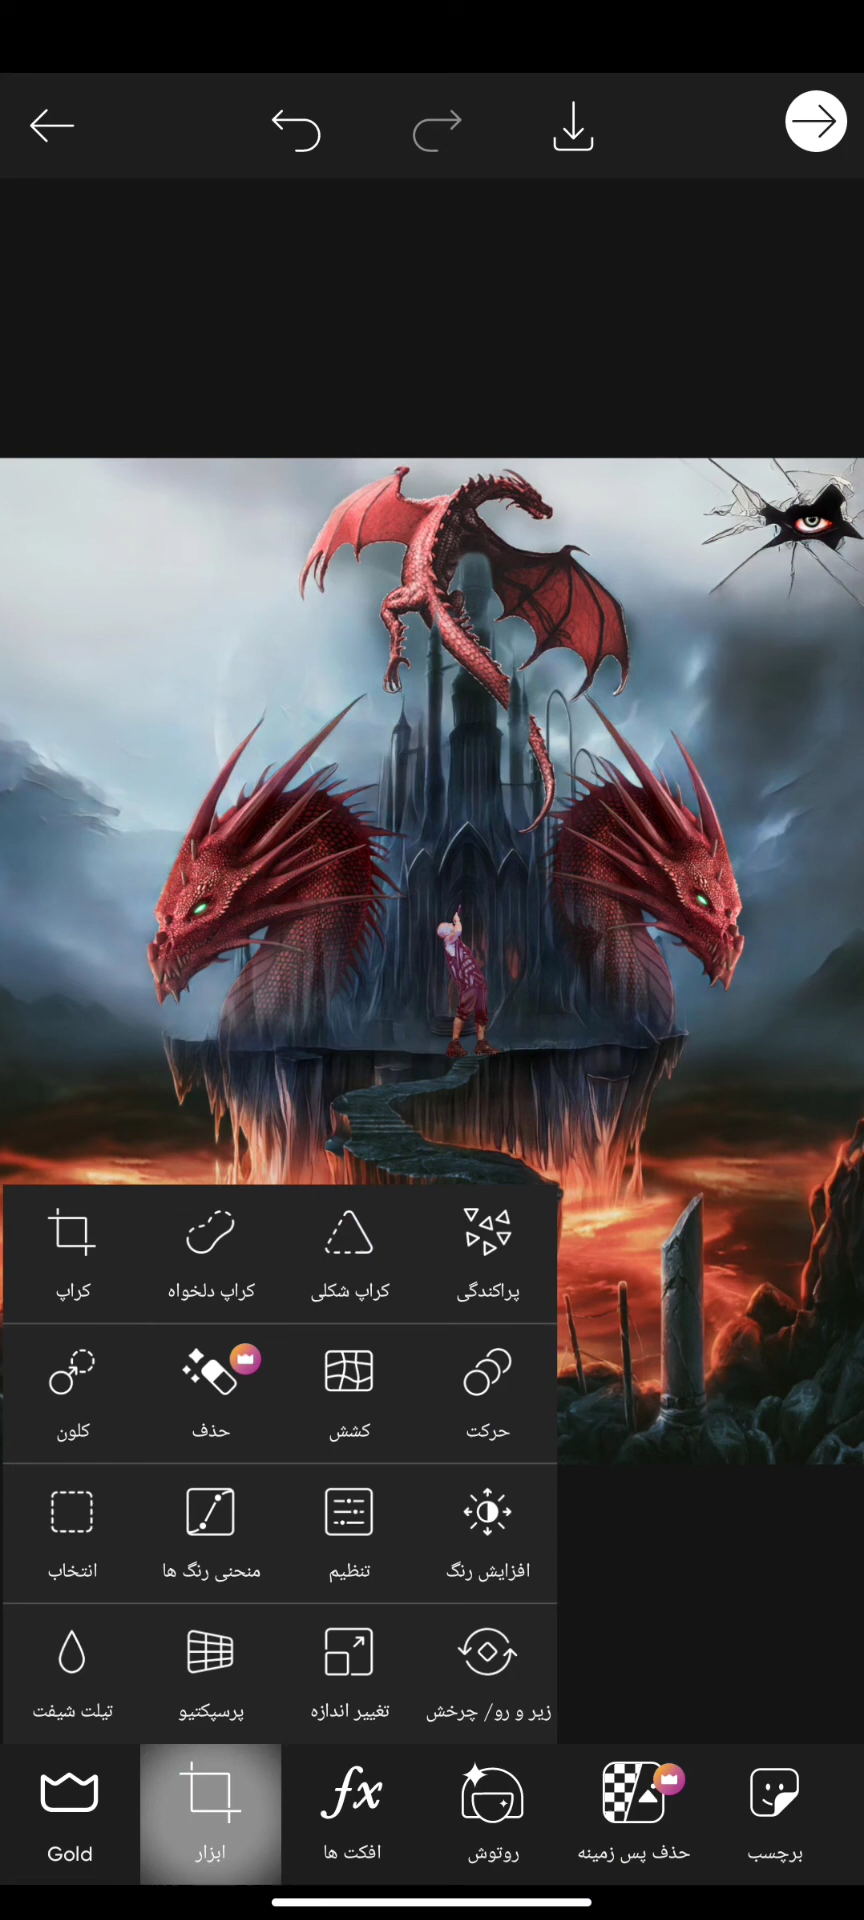 کراپ
کراپ دلخواه
کراپ شکلی
پراکندگی
کلون
حذف
کشش
حرکت
انتخاب
منحنی رنگ ها
تنظیم
افزایش رنگ
تیلت شیفت
پرسپکتیو
تغییر اندازه
زیر و رو/ چرخش
Gold
ابزار
fx
افکت ها
روتوش
حذف پس زمینه
برچسب